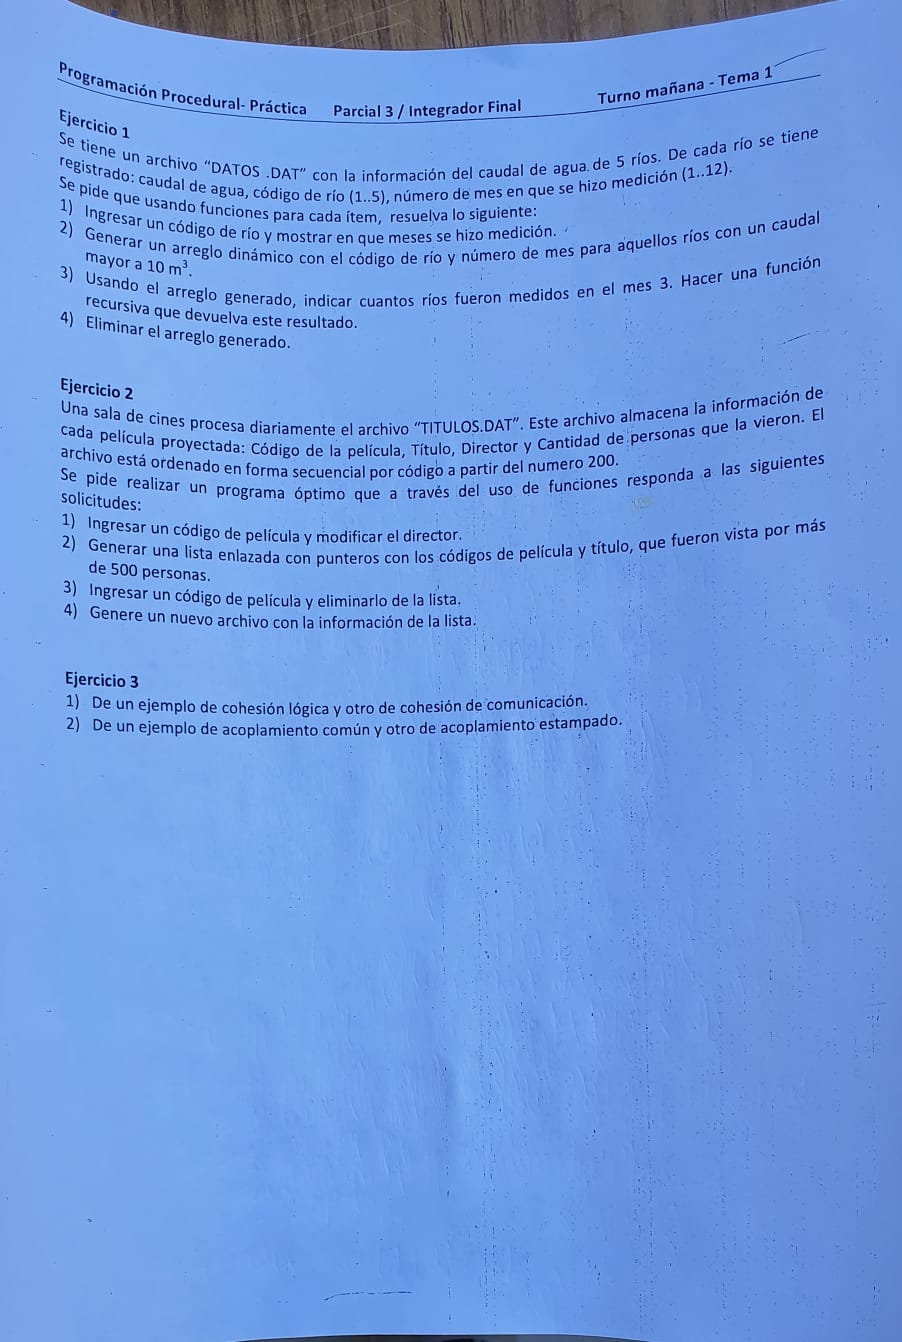 Programación Procedural- Práctica Parcial 3 / Integrador Final Turno mañana - Tema 1
Ejercicio 1
Se tiene un archivo “DATOS .DAT” con la información del caudal de agua de 5 ríos. De cada río se tiene
registrado: caudal de agua, código de río (1..5), número de mes en que se hizo medición (1..12).
Se pide que usando funciones para cada ítem, resuelva lo siguiente:
1) Ingresar un código de río y mostrar en que meses se hizo medición.
2) Generar un arreglo dinámico con el código de río y número de mes para aquellos ríos con un caudal
mayor a 10 m³.
3) Usando el arreglo generado, indicar cuantos ríos fueron medidos en el mes 3. Hacer una función
recursiva que devuelva este resultado.
4) Eliminar el arreglo generado.
Ejercicio 2
Una sala de cines procesa diariamente el archivo “TITULOS.DAT”. Este archivo almacena la información de
cada película proyectada: Código de la película, Título, Director y Cantidad de personas que la vieron. El
archivo está ordenado en forma secuencial por código a partir del numero 200.
Se pide realizar un programa óptimo que a través del uso de funciones responda a las siguientes
solicitudes:
1) Ingresar un código de película y modificar el director.
2) Generar una lista enlazada con punteros con los códigos de película y título, que fueron vista por más
de 500 personas.
3) Ingresar un código de película y eliminarlo de la lista.
4) Genere un nuevo archivo con la información de la lista.
Ejercicio 3
1) De un ejemplo de cohesión lógica y otro de cohesión de comunicación.
2) De un ejemplo de acoplamiento común y otro de acoplamiento estampado.